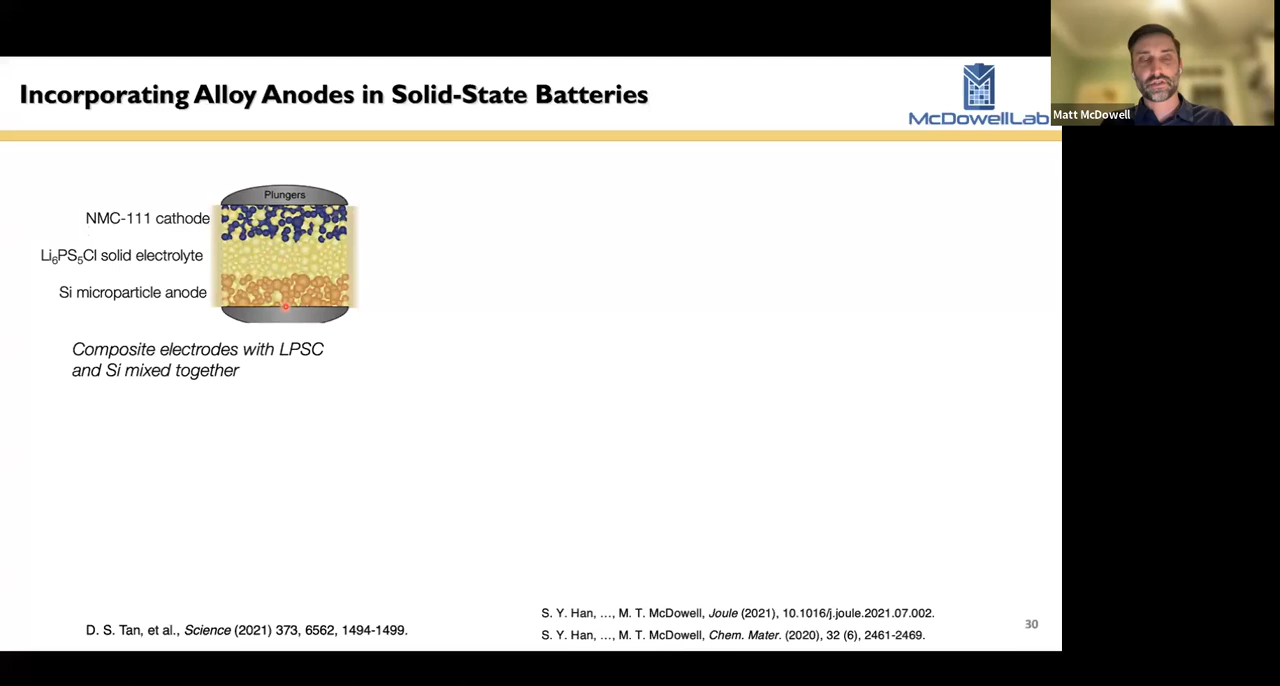 Incorporating Alloy Anodes in Solid-State Batteries
McDowellLab
Matt McDowell
Plungers
NMC-111 cathode
Li₆PS₅Cl solid electrolyte
Si microparticle anode
Composite electrodes with LPSC
and Si mixed together
D. S. Tan, et al., Science (2021) 373, 6562, 1494-1499.
S. Y. Han, ..., M. T. McDowell, Joule (2021), 10.1016/j.joule.2021.07.002.
S. Y. Han, ..., M. T. McDowell, Chem. Mater. (2020), 32 (6), 2461-2469.
30